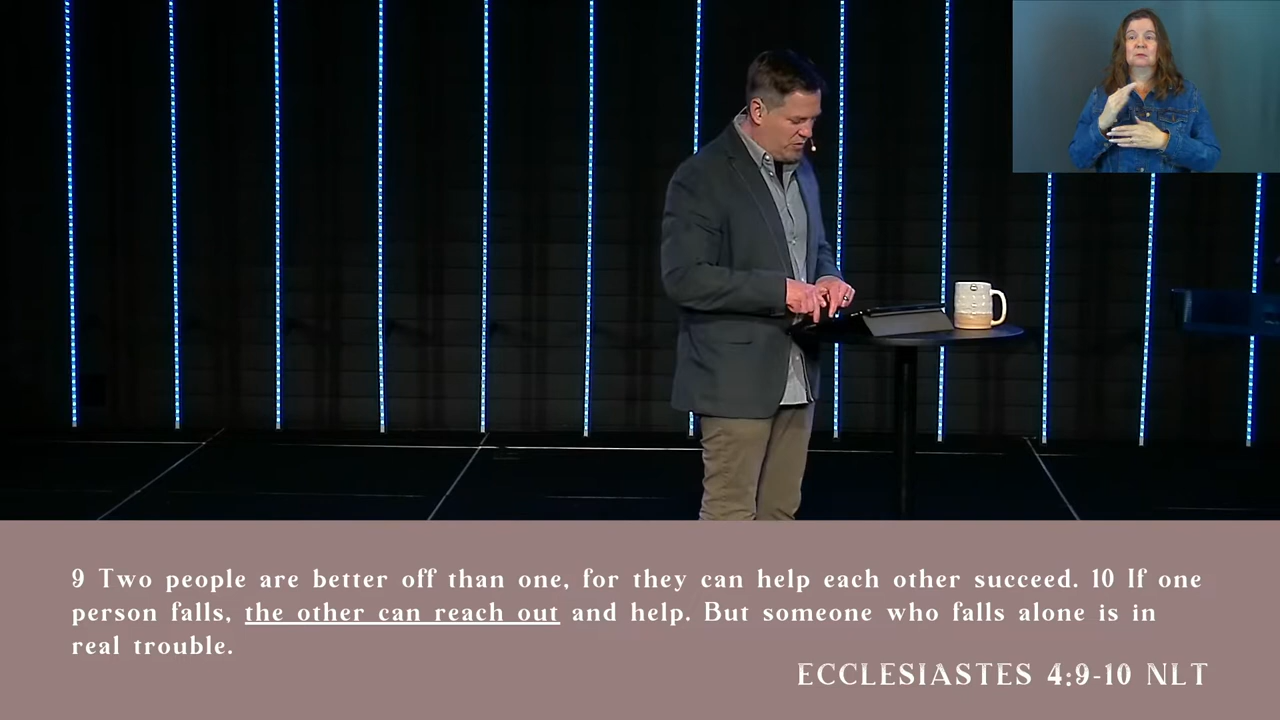 9 Two people are better off than one, for they can help each other succeed. 10 If one
person falls, the other can reach out and help. But someone who falls alone is in
real trouble.
ECCLESIASTES 4:9-10 NLT